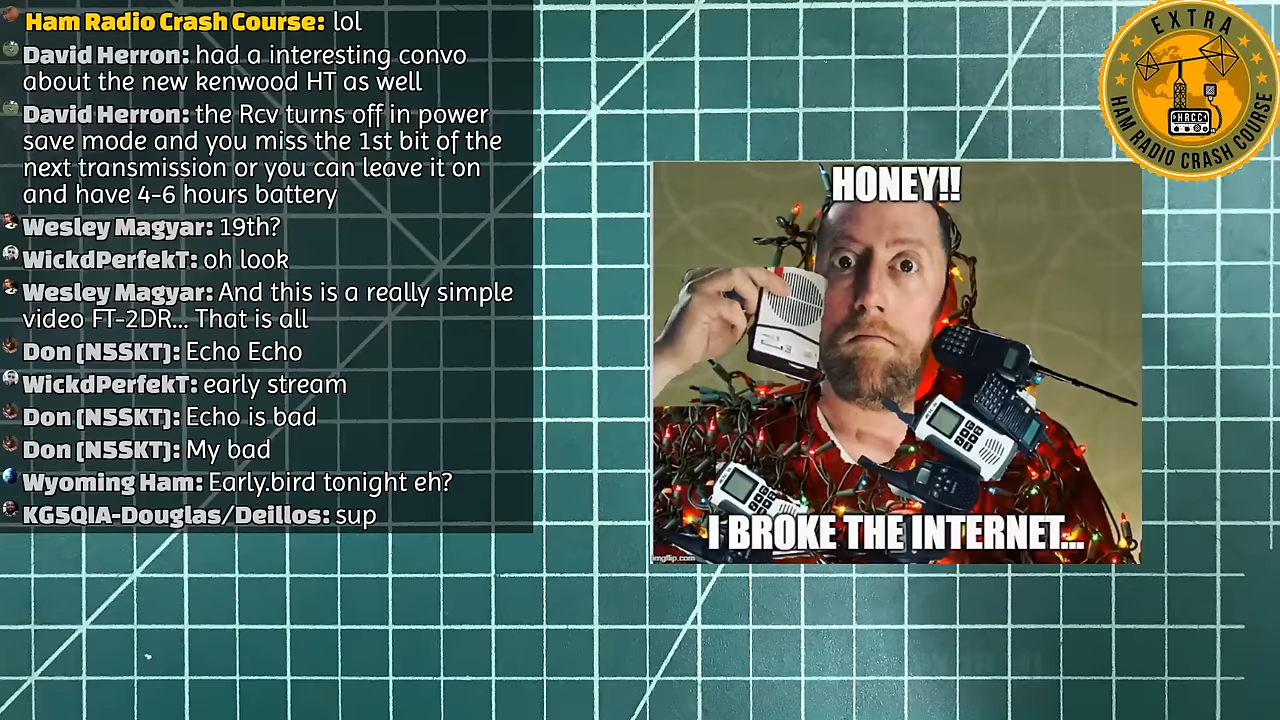 Ham Radio Crash Course: lol
David Herron: had a interesting convo
about the new kenwood HT as well
David Herron: the Rcv turns off in power
save mode and you miss the 1st bit of the
next transmission or you can leave it on
and have 4-6 hours battery
Wesley Magyar: 19th?
WickdPerfekT: oh look
Wesley Magyar: And this is a really simple
video FT-2DR... That is all
Don (N5SKT): Echo Echo
WickdPerfekT: early stream
Don (N5SKT): Echo is bad
Don (N5SKT): My bad
Wyoming Ham: Early.bird tonight eh?
KG5QIA-Douglas/Deillos: sup
EXTRA
HRCC
HAM RADIO CRASH COURSE
HONEY!!
I BROKE THE INTERNET...
imgflip.com